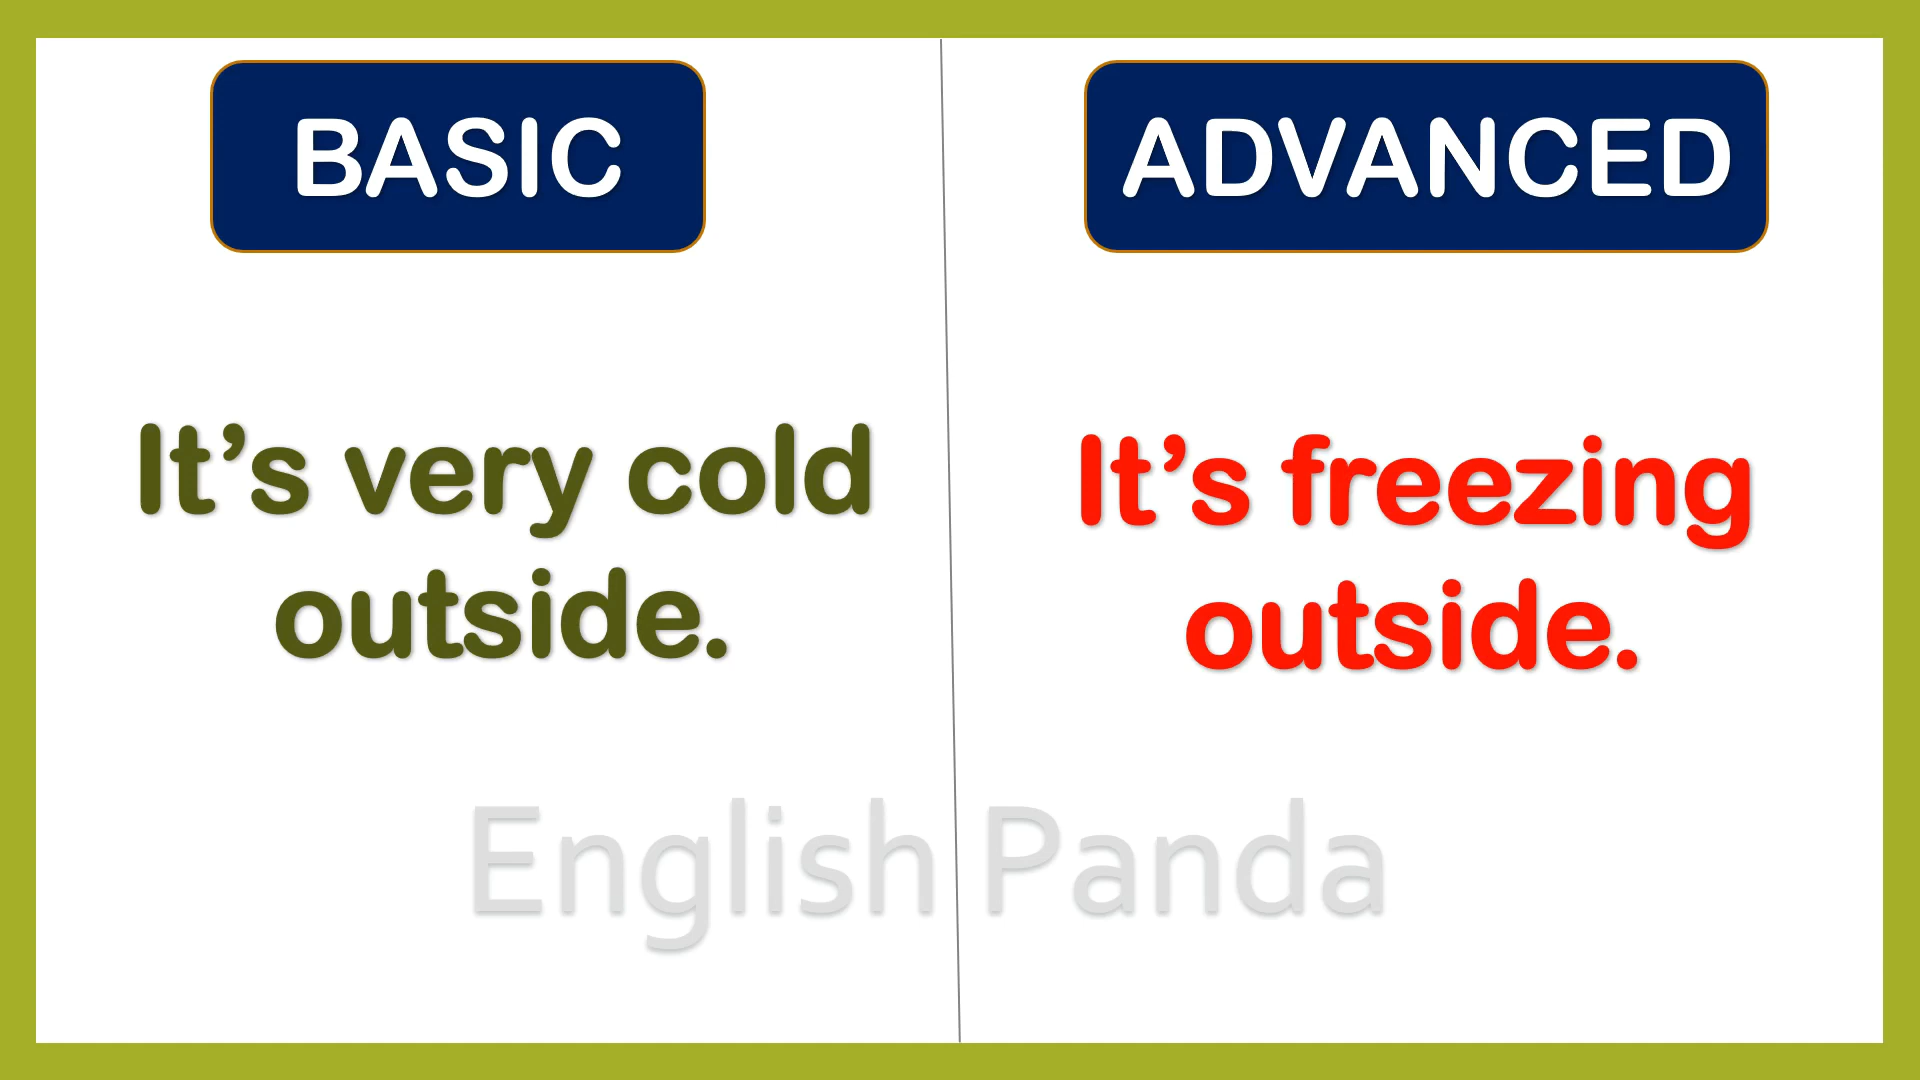 BASIC
It’s very cold
outside.
ADVANCED
It’s freezing
outside.
English Panda